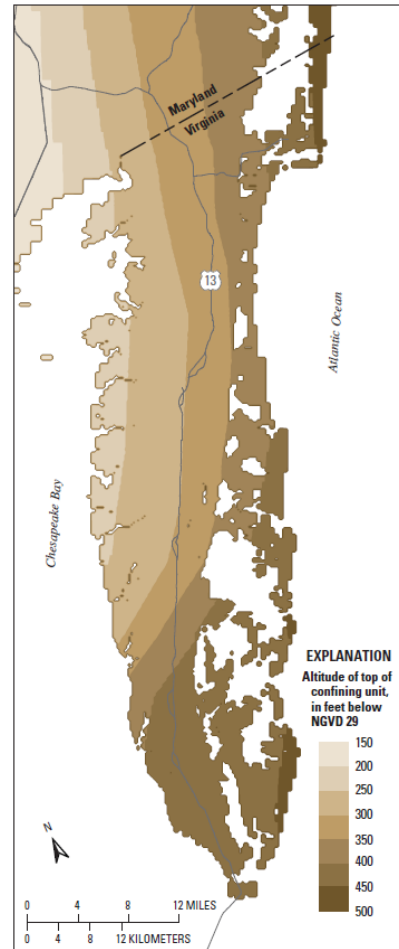 Maryland
Virginia
13
Atlantic Ocean
Chesapeake Bay
EXPLANATION
Altitude of top of
confining unit,
in feet below
NGVD 29
150
200
250
300
350
400
450
500
N
0 4 8 12 MILES
0 4 8 12 KILOMETERS